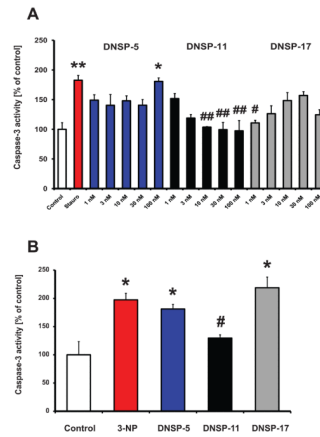 A
DNSP-5 DNSP-11 DNSP-17
Caspase-3 activity [% of control]
250
200
150
100
50
0
** * ## ## ## #
Control Stauro 1 nM 3 nM 10 nM 30 nM 100 nM 1 nM 3 nM 10 nM 30 nM 100 nM 1 nM 3 nM 10 nM 30 nM 100 nM
B
Caspase-3 activity [% of control]
250
200
150
100
50
0
* * # *
Control 3-NP DNSP-5 DNSP-11 DNSP-17